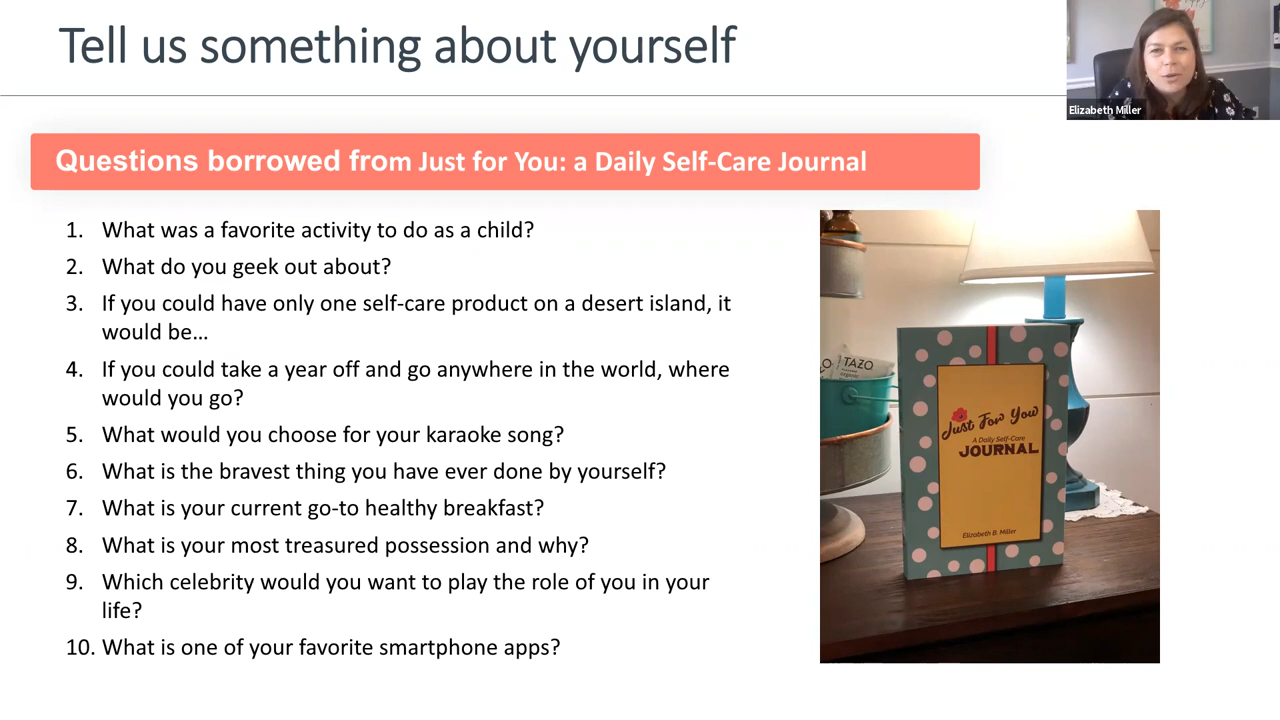 Tell us something about yourself
Elizabeth Miller
Questions borrowed from Just for You: a Daily Self-Care Journal
1. What was a favorite activity to do as a child?
2. What do you geek out about?
3. If you could have only one self-care product on a desert island, it
would be...
4. If you could take a year off and go anywhere in the world, where
would you go?
5. What would you choose for your karaoke song?
6. What is the bravest thing you have ever done by yourself?
7. What is your current go-to healthy breakfast?
8. What is your most treasured possession and why?
9. Which celebrity would you want to play the role of you in your
life?
10. What is one of your favorite smartphone apps?
TAZO
organic
Just For You
A Daily Self-Care
JOURNAL
Elizabeth B. Miller